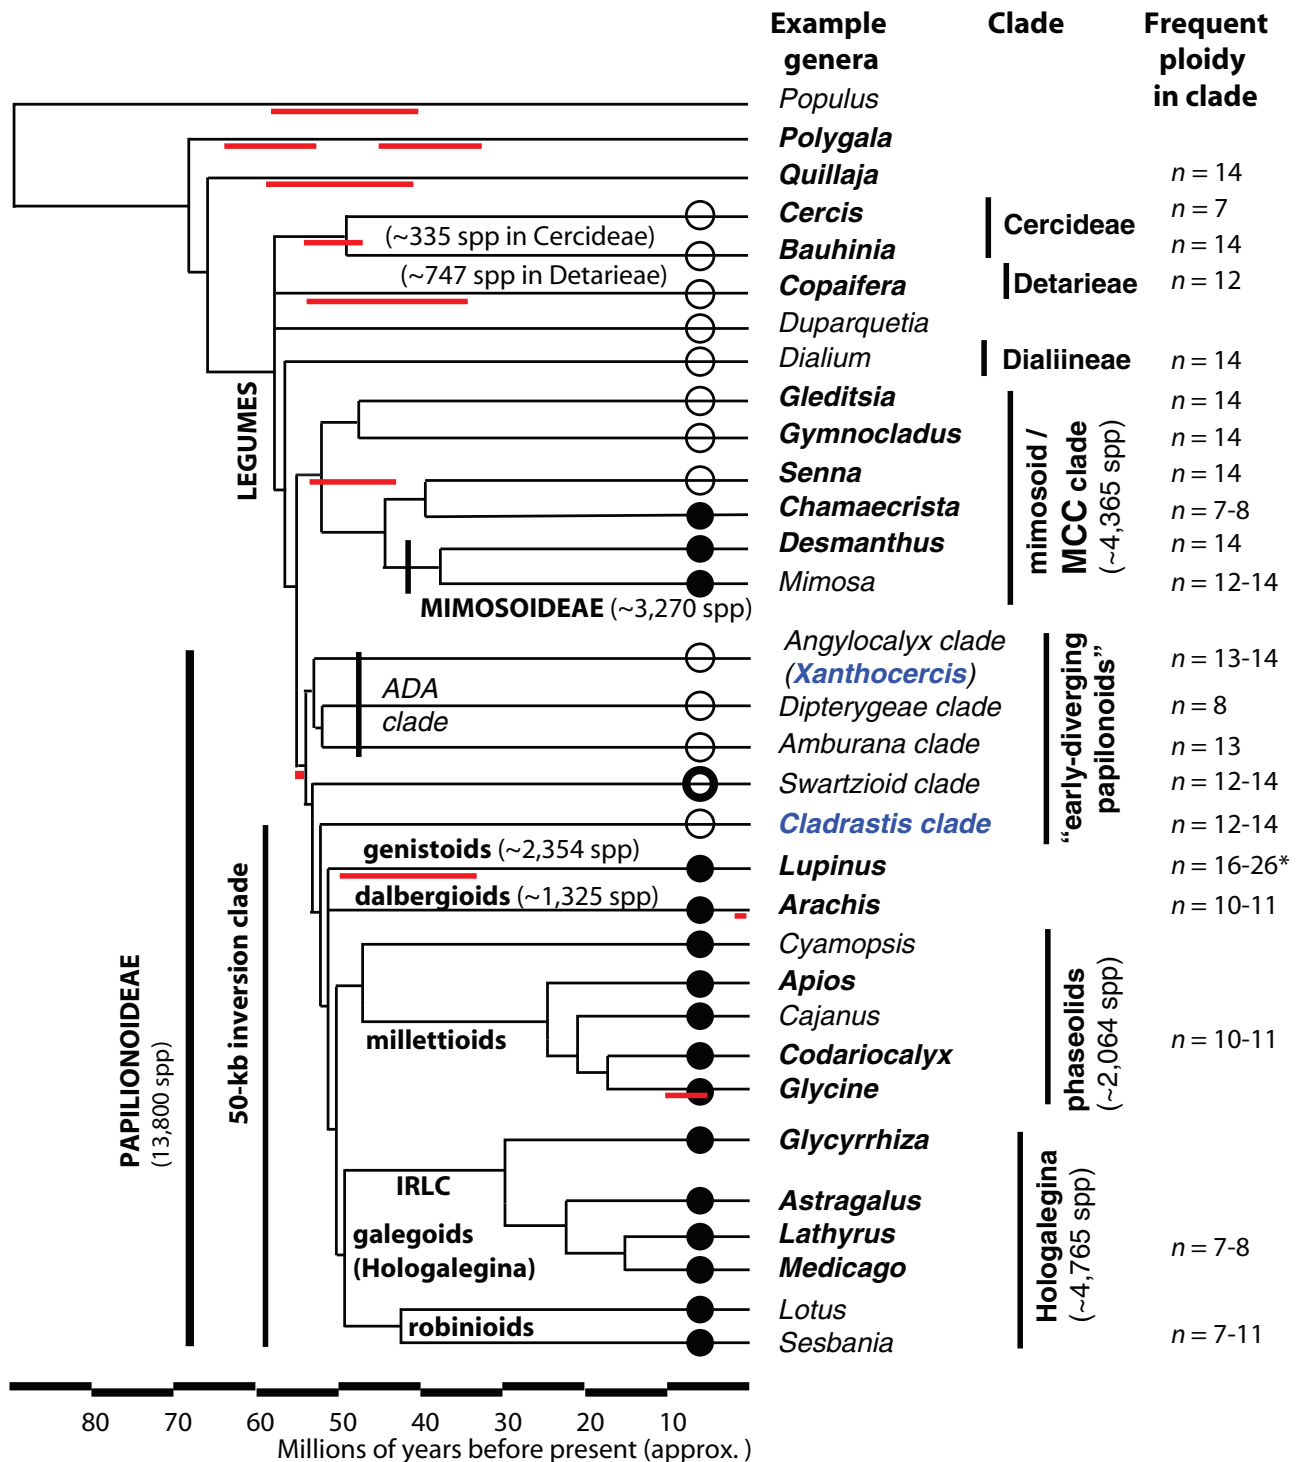 Example genera
Clade
Frequent ploidy in clade
Populus
Polygala
Quillaja
n = 14
Cercis
n = 7
(~335 spp in Cercideae)
Cercideae
Bauhinia
n = 14
(~747 spp in Detarieae)
Copaifera
Detarieae
n = 12
Duparquetia
Dialium
Dialiineae
n = 14
LEGUMES
Gleditsia
n = 14
Gymnocladus
n = 14
Senna
n = 14
Chamaecrista
n = 7-8
Desmanthus
n = 14
Mimosa
n = 12-14
mimosoid /
MCC clade
(~4,365 spp)
MIMOSOIDEAE (~3,270 spp)
Angylocalyx clade
(Xanthocercis)
n = 13-14
ADA
clade
Dipterygeae clade
n = 8
Amburana clade
n = 13
Swartzioid clade
n = 12-14
Cladrastis clade
n = 12-14
“early-diverging
papilonoids”
genistoids (~2,354 spp)
Lupinus
n = 16-26*
dalbergioids (~1,325 spp)
Arachis
n = 10-11
Cyamopsis
Apios
Cajanus
millettioids
Codariocalyx
n = 10-11
Glycine
phaseolids
(~2,064 spp)
PAPILIONOIDEAE
(13,800 spp)
50-kb inversion clade
Glycyrrhiza
IRLC
Astragalus
galegoids
(Hologalegina)
Lathyrus
n = 7-8
Medicago
Lotus
robinioids
Sesbania
n = 7-11
Hologalegina
(~4,765 spp)
80 70 60 50 40 30 20 10
Millions of years before present (approx. )